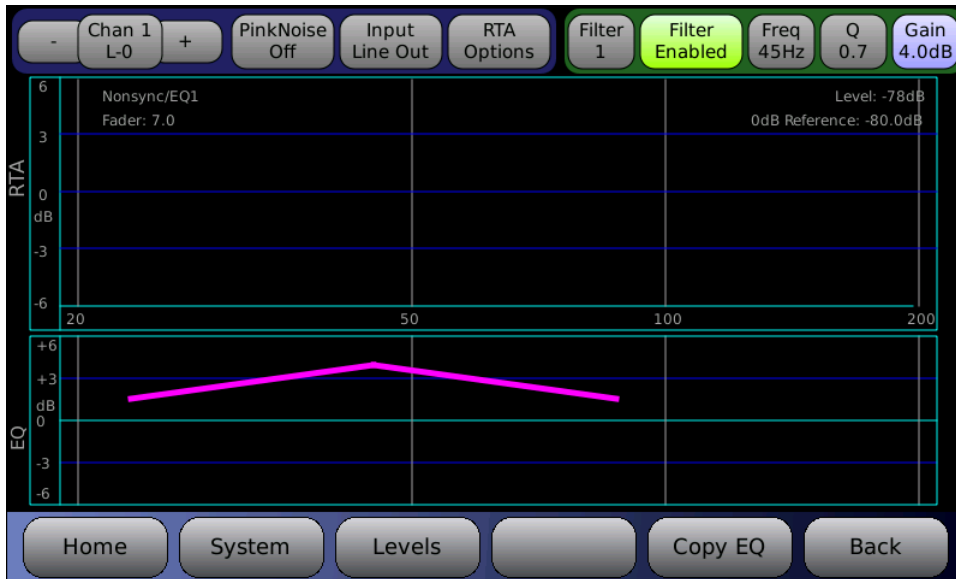 -
Chan 1
L-0
+
PinkNoise
Off
Input
Line Out
RTA
Options
Filter
1
Filter
Enabled
Freq
45Hz
Q
0.7
Gain
4.0dB
Nonsync/EQ1
Fader: 7.0
Level: -78dB
0dB Reference: -80.0dB
RTA
6
3
0
dB
-3
-6
20
50
100
200
EQ
+6
+3
dB
0
-3
-6
Home
System
Levels
Copy EQ
Back